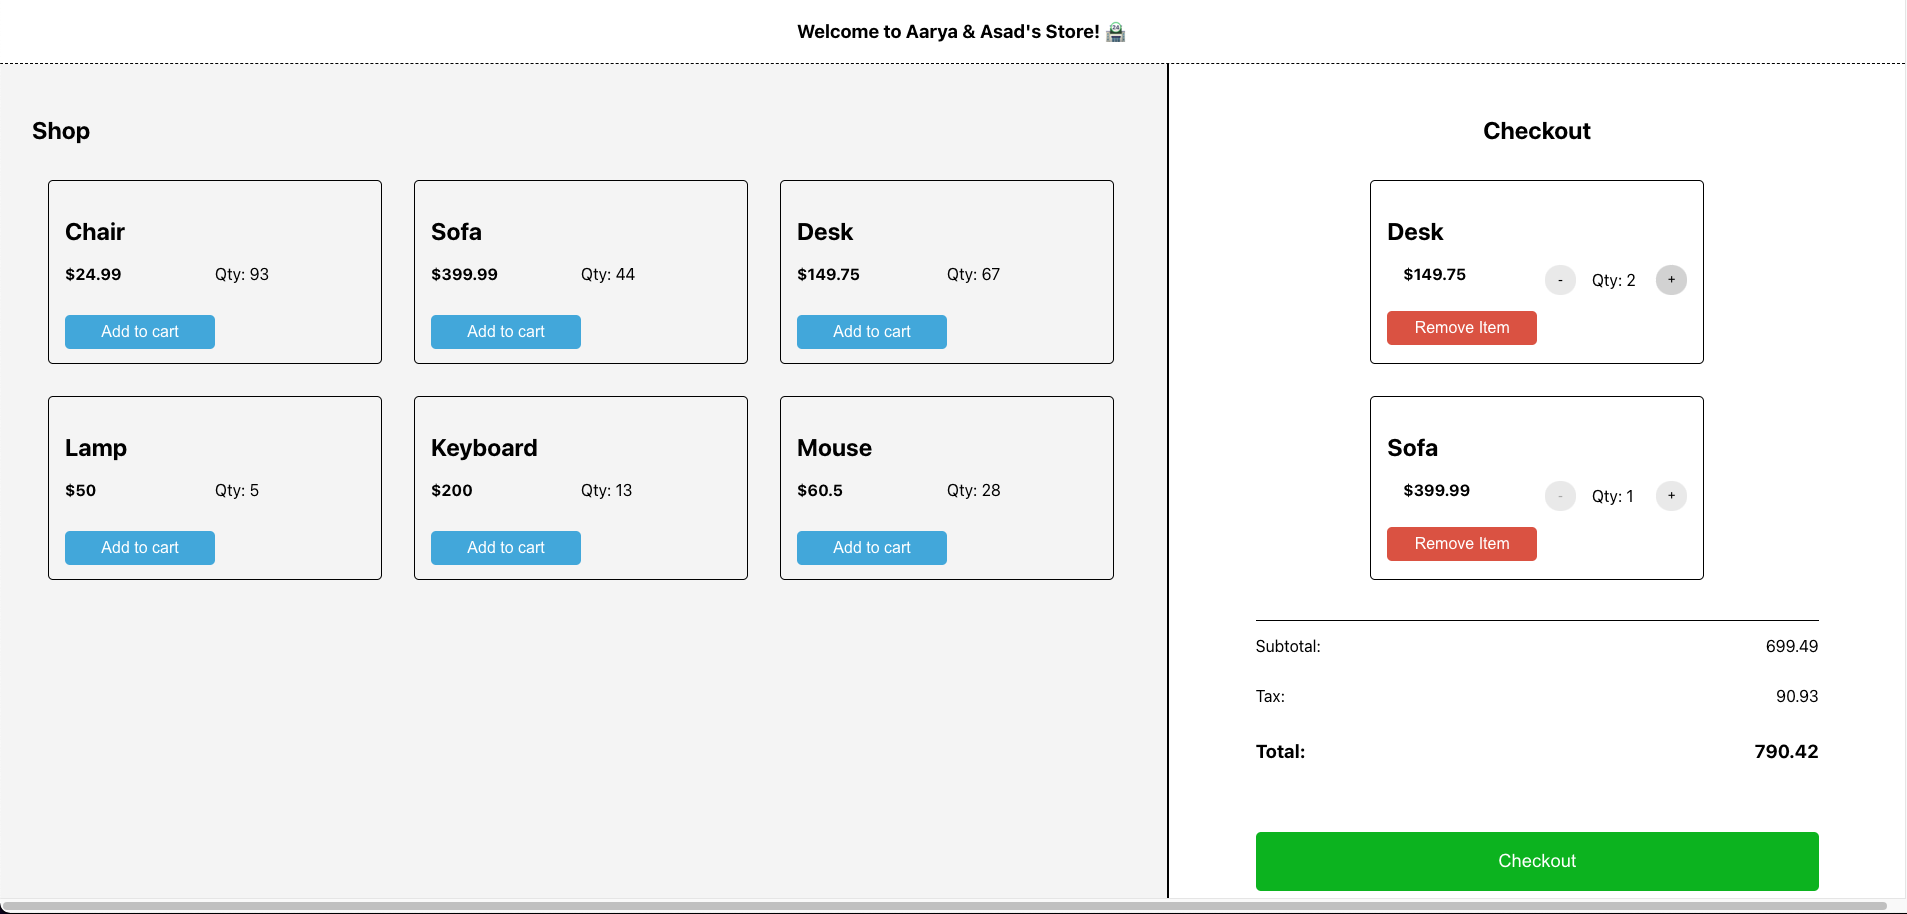 Welcome to Aarya & Asad's Store! 🏪
Shop
Chair
$24.99 Qty: 93
Add to cart
Sofa
$399.99 Qty: 44
Add to cart
Desk
$149.75 Qty: 67
Add to cart
Lamp
$50 Qty: 5
Add to cart
Keyboard
$200 Qty: 13
Add to cart
Mouse
$60.5 Qty: 28
Add to cart
Checkout
Desk
$149.75 - Qty: 2 +
Remove Item
Sofa
$399.99 - Qty: 1 +
Remove Item
Subtotal: 699.49
Tax: 90.93
Total: 790.42
Checkout